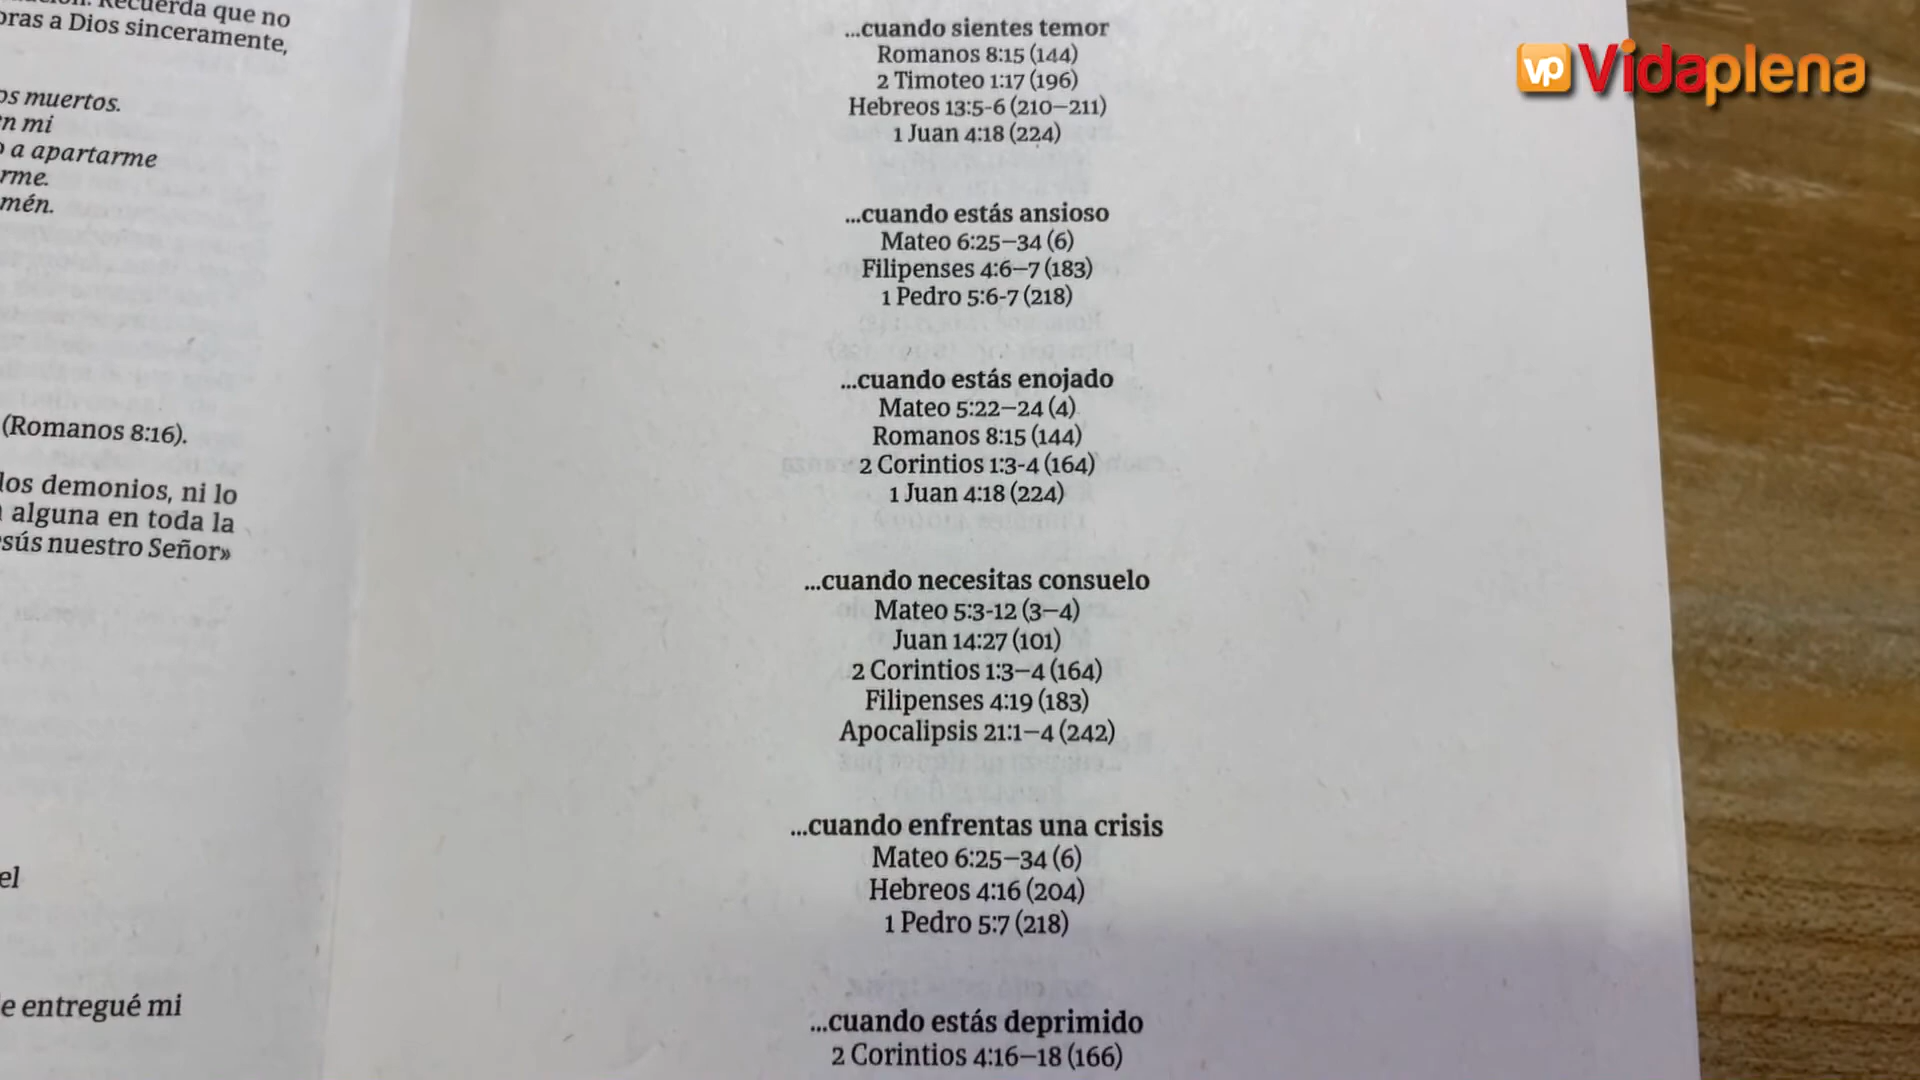 Recuerda que no
oras a Dios sinceramente,
os muertos.
en mi
o a apartarme
rme.
mén.
(Romanos 8:16).
los demonios, ni lo
alguna en toda la
esús nuestro Señor»
el
e entregué mi
...cuando sientes temor
Romanos 8:15 (144)
2 Timoteo 1:17 (196)
Hebreos 13:5-6 (210–211)
1 Juan 4:18 (224)
...cuando estás ansioso
Mateo 6:25–34 (6)
Filipenses 4:6–7 (183)
1 Pedro 5:6-7 (218)
...cuando estás enojado
Mateo 5:22–24 (4)
Romanos 8:15 (144)
2 Corintios 1:3-4 (164)
1 Juan 4:18 (224)
...cuando necesitas consuelo
Mateo 5:3-12 (3–4)
Juan 14:27 (101)
2 Corintios 1:3–4 (164)
Filipenses 4:19 (183)
Apocalipsis 21:1–4 (242)
...cuando enfrentas una crisis
Mateo 6:25–34 (6)
Hebreos 4:16 (204)
1 Pedro 5:7 (218)
...cuando estás deprimido
2 Corintios 4:16–18 (166)
vp Vidaplena